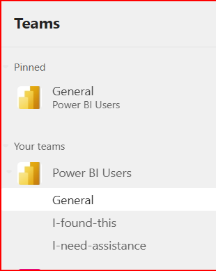 Teams
Pinned
General
Power BI Users
Your teams
Power BI Users
General
I-found-this
I-need-assistance